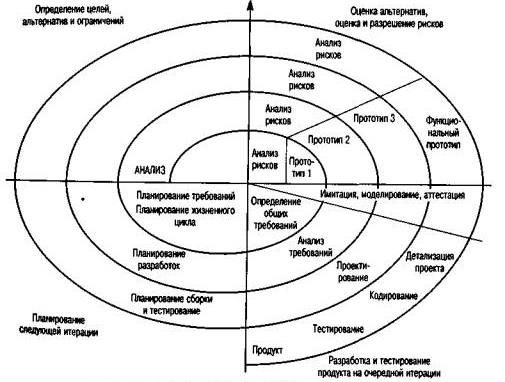 Определение целей,
альтернатив и ограничений
Оценка альтернатив,
оценка и разрешение рисков
Анализ
рисков
Анализ
рисков
Анализ
рисков
Анализ
рисков
Прото-
тип 1
Прототип 2
Прототип 3
Функцио-
нальный
прототип
АНАЛИЗ
Имитация, моделирование, аттестация
Планирование требований
Планирование жизненного
цикла
Определение
общих
требований
Планирование
разработок
Анализ
требований
Проекти-
рование
Детализация
проекта
Планирование сборки
и тестирование
Кодирование
Тестирование
Планирование
следующей итерации
Продукт
Разработка и тестирование
продукта на очередной итерации